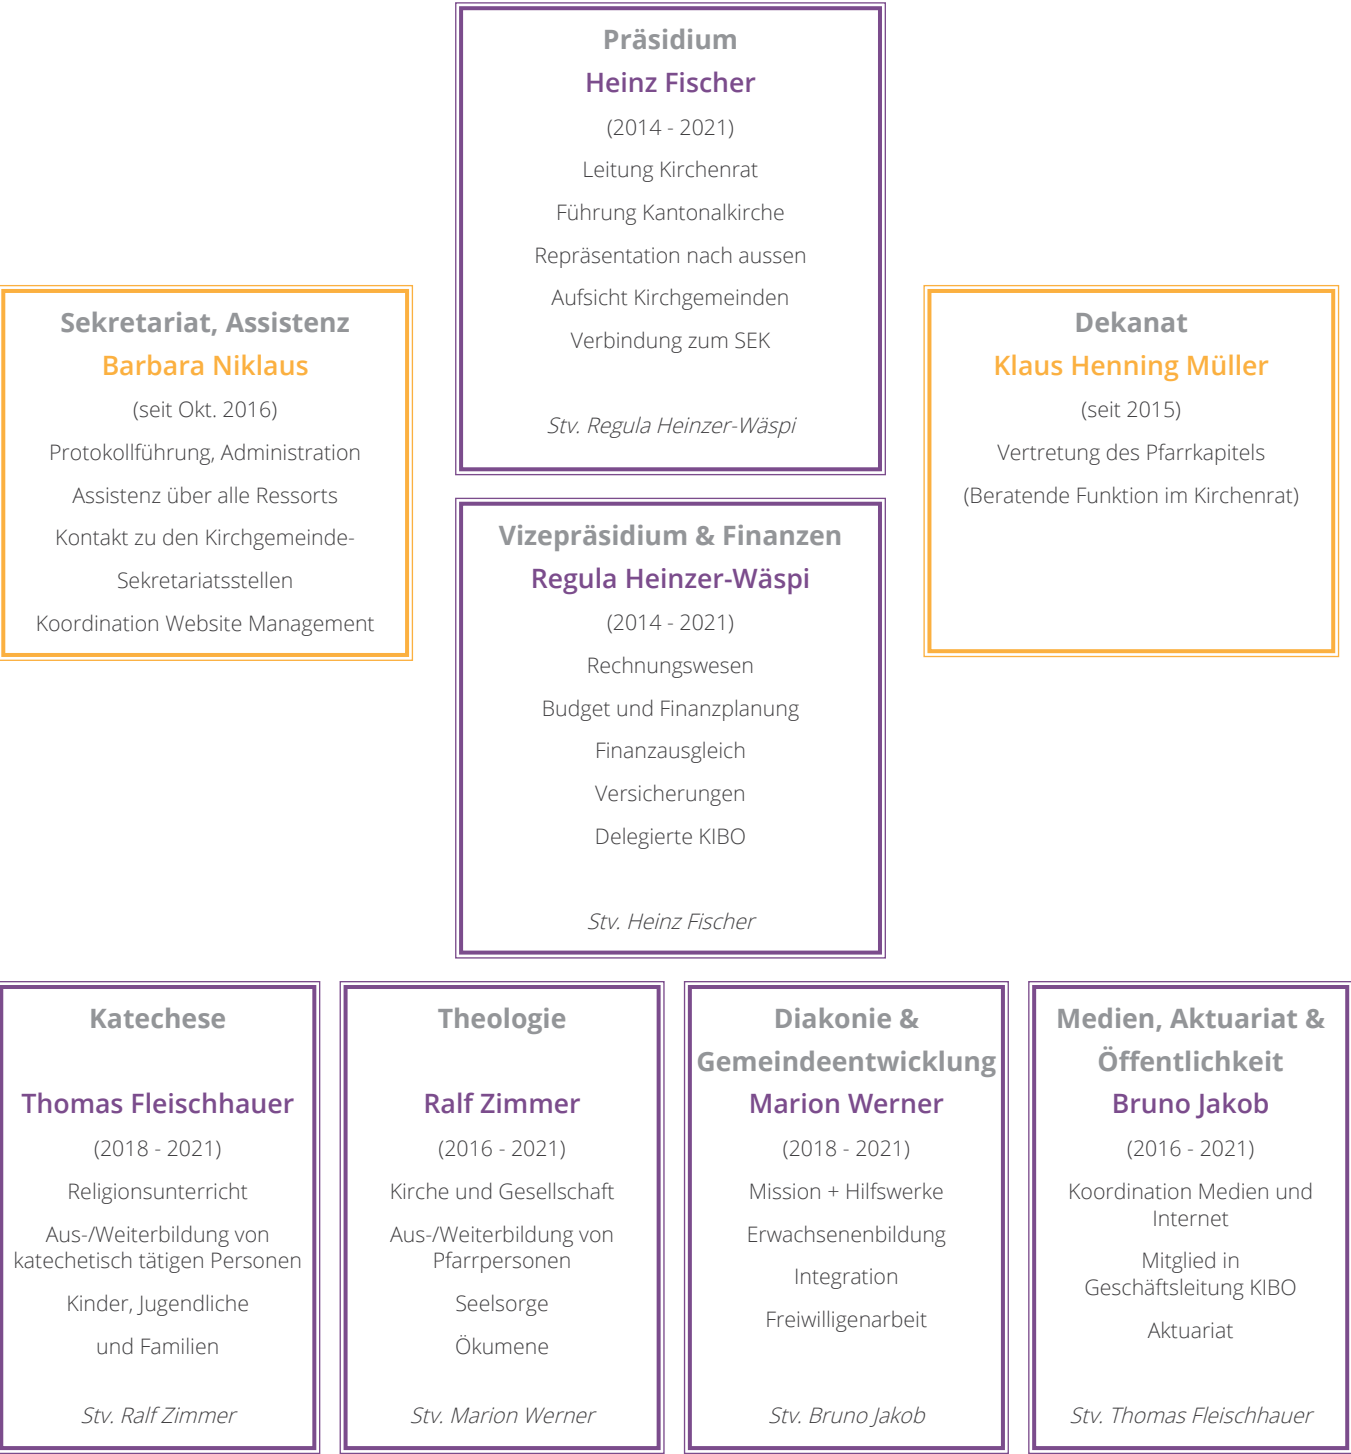 Präsidium
Heinz Fischer
(2014 - 2021)
Leitung Kirchenrat
Führung Kantonalkirche
Repräsentation nach aussen
Aufsicht Kirchgemeinden
Verbindung zum SEK
Stv. Regula Heinzer-Wäspi
Sekretariat, Assistenz
Barbara Niklaus
(seit Okt. 2016)
Protokollführung, Administration
Assistenz über alle Ressorts
Kontakt zu den Kirchgemeinde-
Sekretariatsstellen
Koordination Website Management
Dekanat
Klaus Henning Müller
(seit 2015)
Vertretung des Pfarrkapitels
(Beratende Funktion im Kirchenrat)
Vizepräsidium & Finanzen
Regula Heinzer-Wäspi
(2014 - 2021)
Rechnungswesen
Budget und Finanzplanung
Finanzausgleich
Versicherungen
Delegierte KIBO
Stv. Heinz Fischer
Katechese
Thomas Fleischhauer
(2018 - 2021)
Religionsunterricht
Aus-/Weiterbildung von
katechetisch tätigen Personen
Kinder, Jugendliche
und Familien
Stv. Ralf Zimmer
Theologie
Ralf Zimmer
(2016 - 2021)
Kirche und Gesellschaft
Aus-/Weiterbildung von
Pfarrpersonen
Seelsorge
Ökumene
Stv. Marion Werner
Diakonie &
Gemeindeentwicklung
Marion Werner
(2018 - 2021)
Mission + Hilfswerke
Erwachsenenbildung
Integration
Freiwilligenarbeit
Stv. Bruno Jakob
Medien, Aktuariat &
Öffentlichkeit
Bruno Jakob
(2016 - 2021)
Koordination Medien und
Internet
Mitglied in
Geschäftsleitung KIBO
Aktuariat
Stv. Thomas Fleischhauer